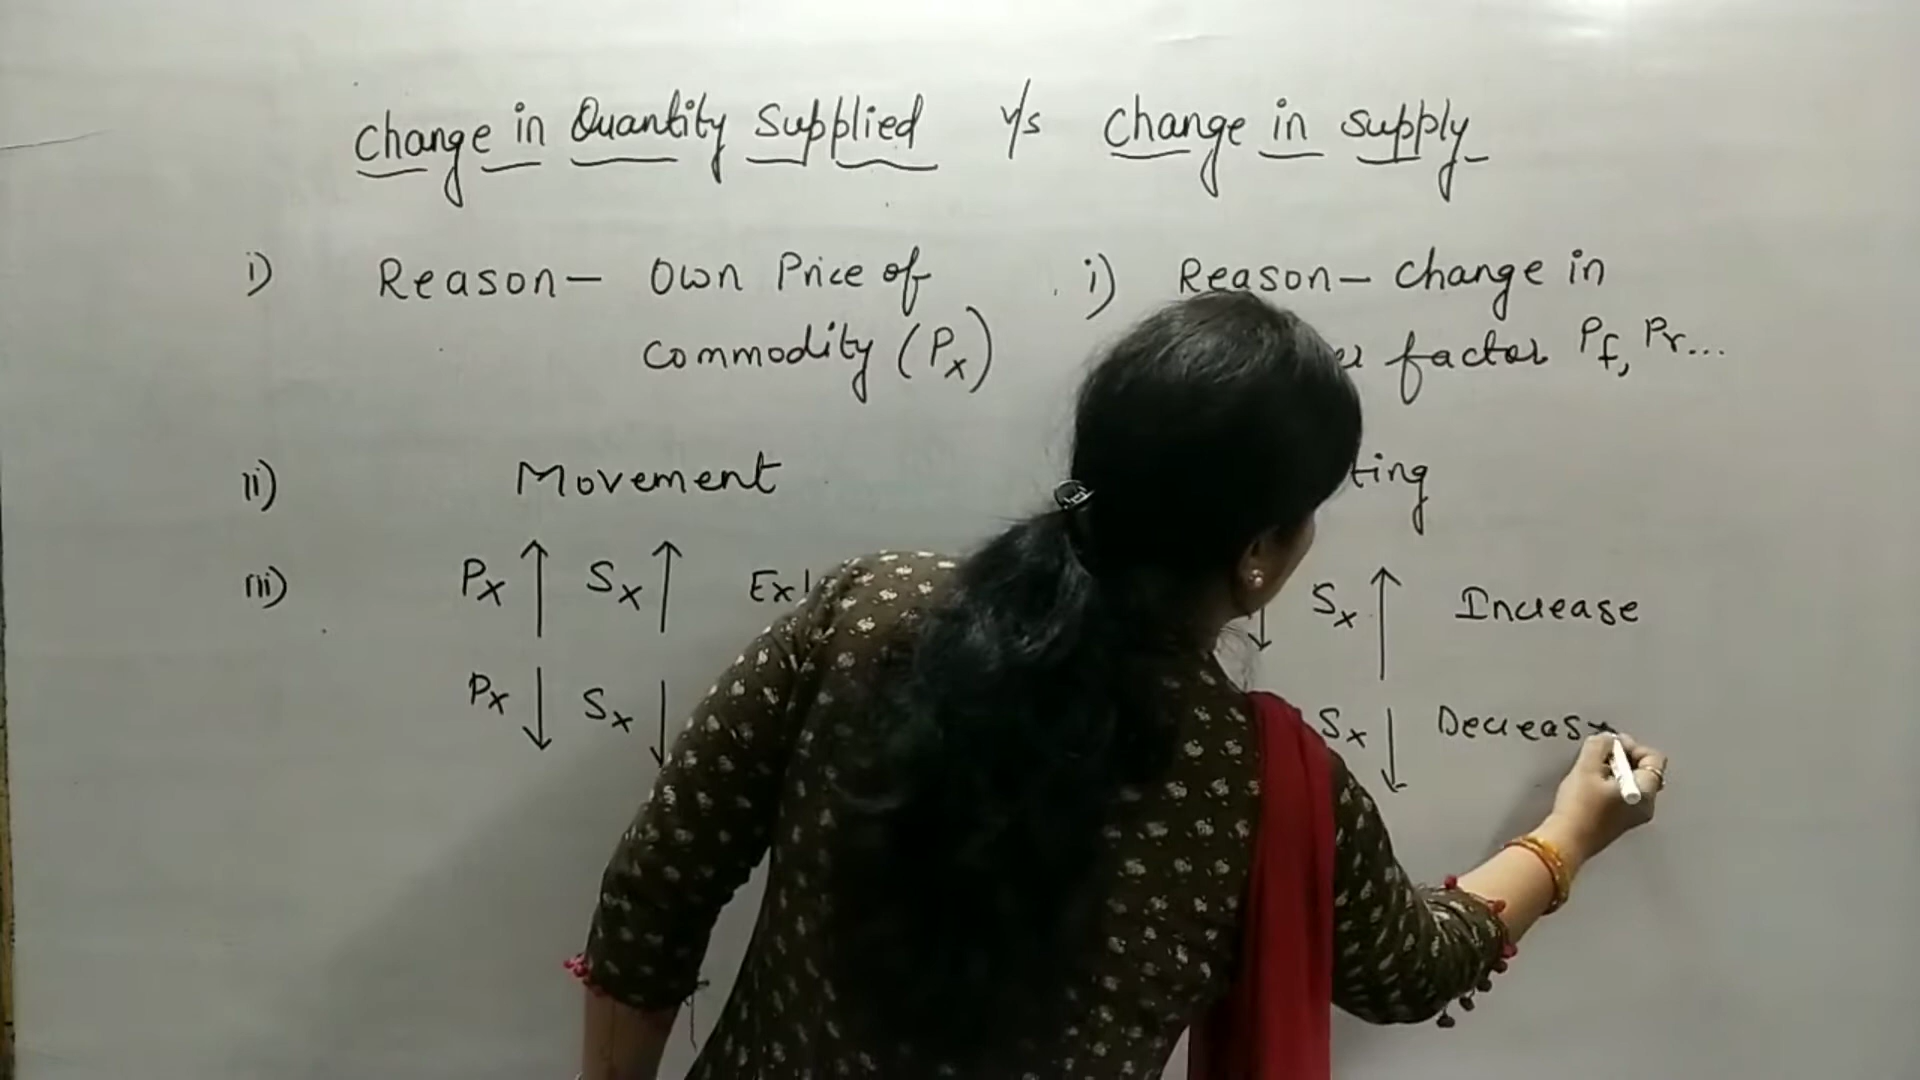 Change in Quantity Supplied v/s Change in supply
i) Reason- Own Price of
commodity (Px)
i) Reason- change in
factor Pf, Pr...
ii) Movement
iii) Px ↑ Sx ↑
Px ↓ Sx ↓
↓ Sx ↑ Increase
Sx ↓ Decrease